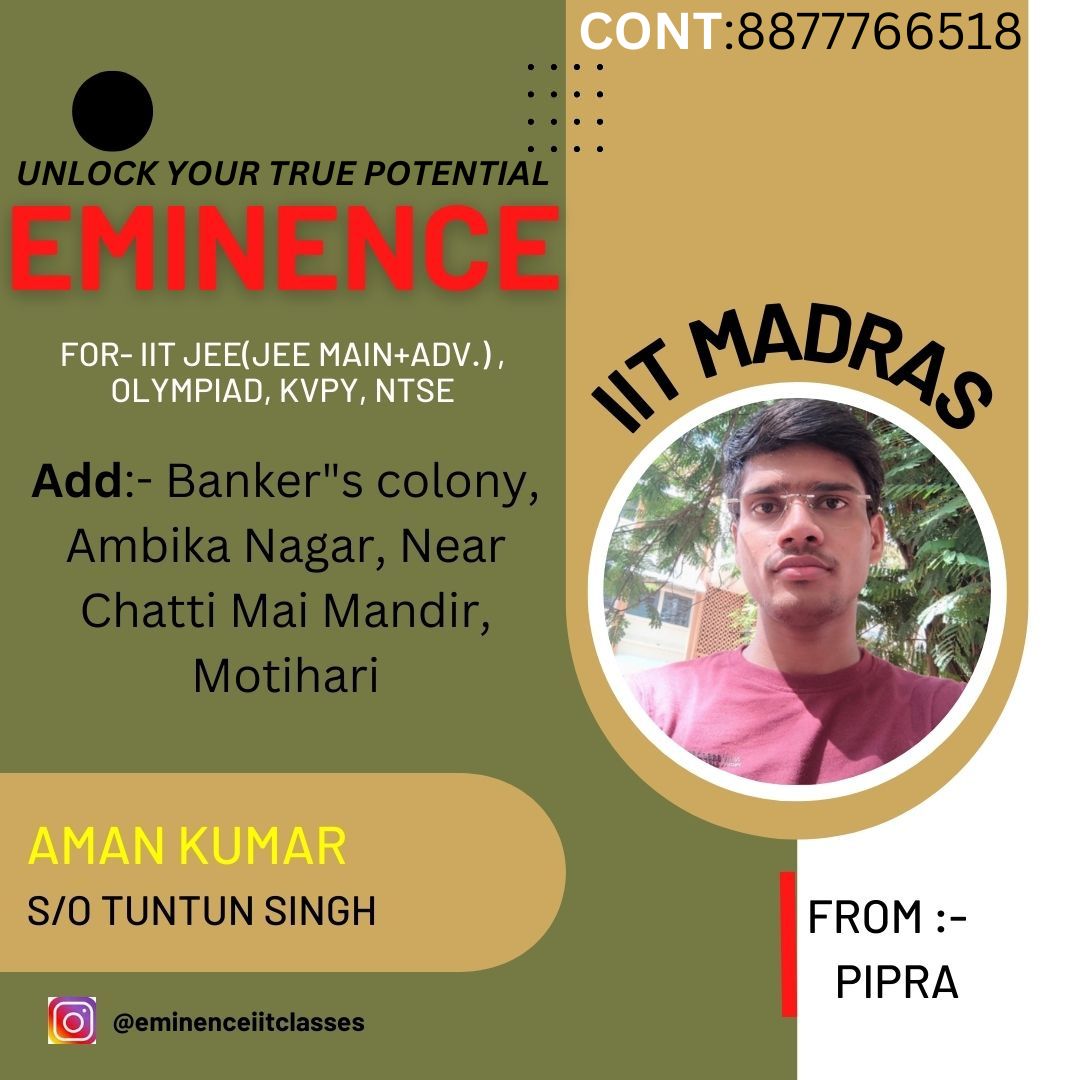 CONT:8877766518
UNLOCK YOUR TRUE POTENTIAL
EMINENCE
FOR- IIT JEE(JEE MAIN+ADV.) ,
OLYMPIAD, KVPY, NTSE
Add:- Banker"s colony,
Ambika Nagar, Near
Chatti Mai Mandir,
Motihari
IIT MADRAS
AMAN KUMAR
S/O TUNTUN SINGH
FROM :-
PIPRA
@eminenceiitclasses